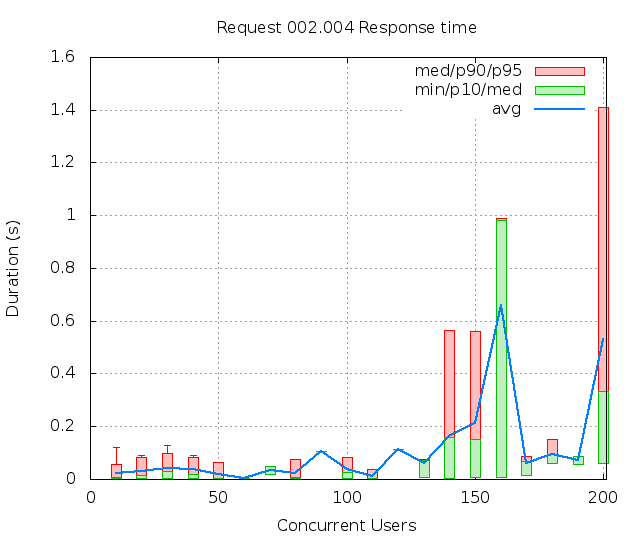 Request 002.004 Response time
med/p90/p95
min/p10/med
avg
Duration (s)
1.6
1.4
1.2
1
0.8
0.6
0.4
0.2
0
0 50 100 150 200
Concurrent Users